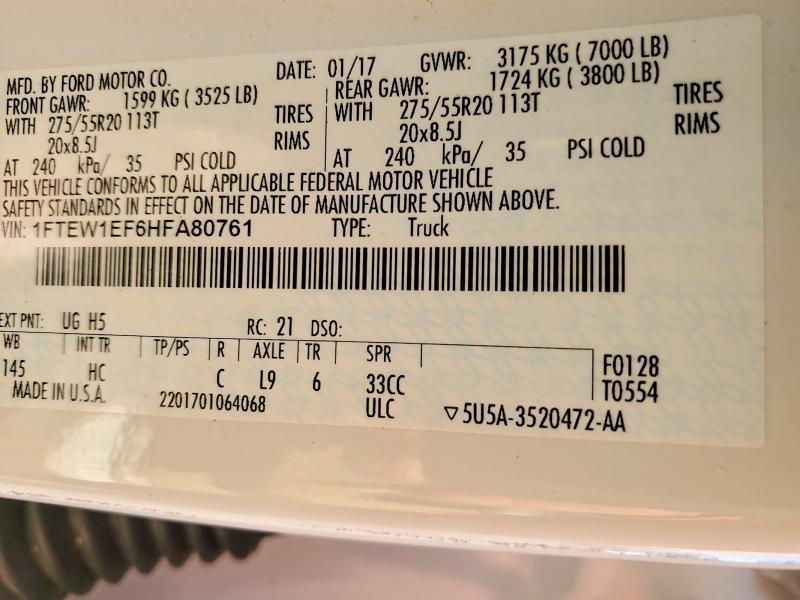 MFD. BY FORD MOTOR CO. DATE: 01/17 GVWR: 3175 KG ( 7000 LB)
FRONT GAWR: 1599 KG ( 3525 LB) REAR GAWR: 1724 KG ( 3800 LB)
WITH 275/55R20 113T TIRES WITH 275/55R20 113T TIRES
20x8.5J RIMS 20x8.5J RIMS
AT 240 kPa/ 35 PSI COLD AT 240 kPa/ 35 PSI COLD
THIS VEHICLE CONFORMS TO ALL APPLICABLE FEDERAL MOTOR VEHICLE
SAFETY STANDARDS IN EFFECT ON THE DATE OF MANUFACTURE SHOWN ABOVE.
VIN: 1FTEW1EF6HFA80761 TYPE: Truck
EXT PNT: UG H5 RC: 21 DSO:
WB INT TR TP/PS R AXLE TR SPR
145 HC C L9 6 33CC F0128
MADE IN U.S.A. 2201701064068 ULC T0554
▽5U5A-3520472-AA